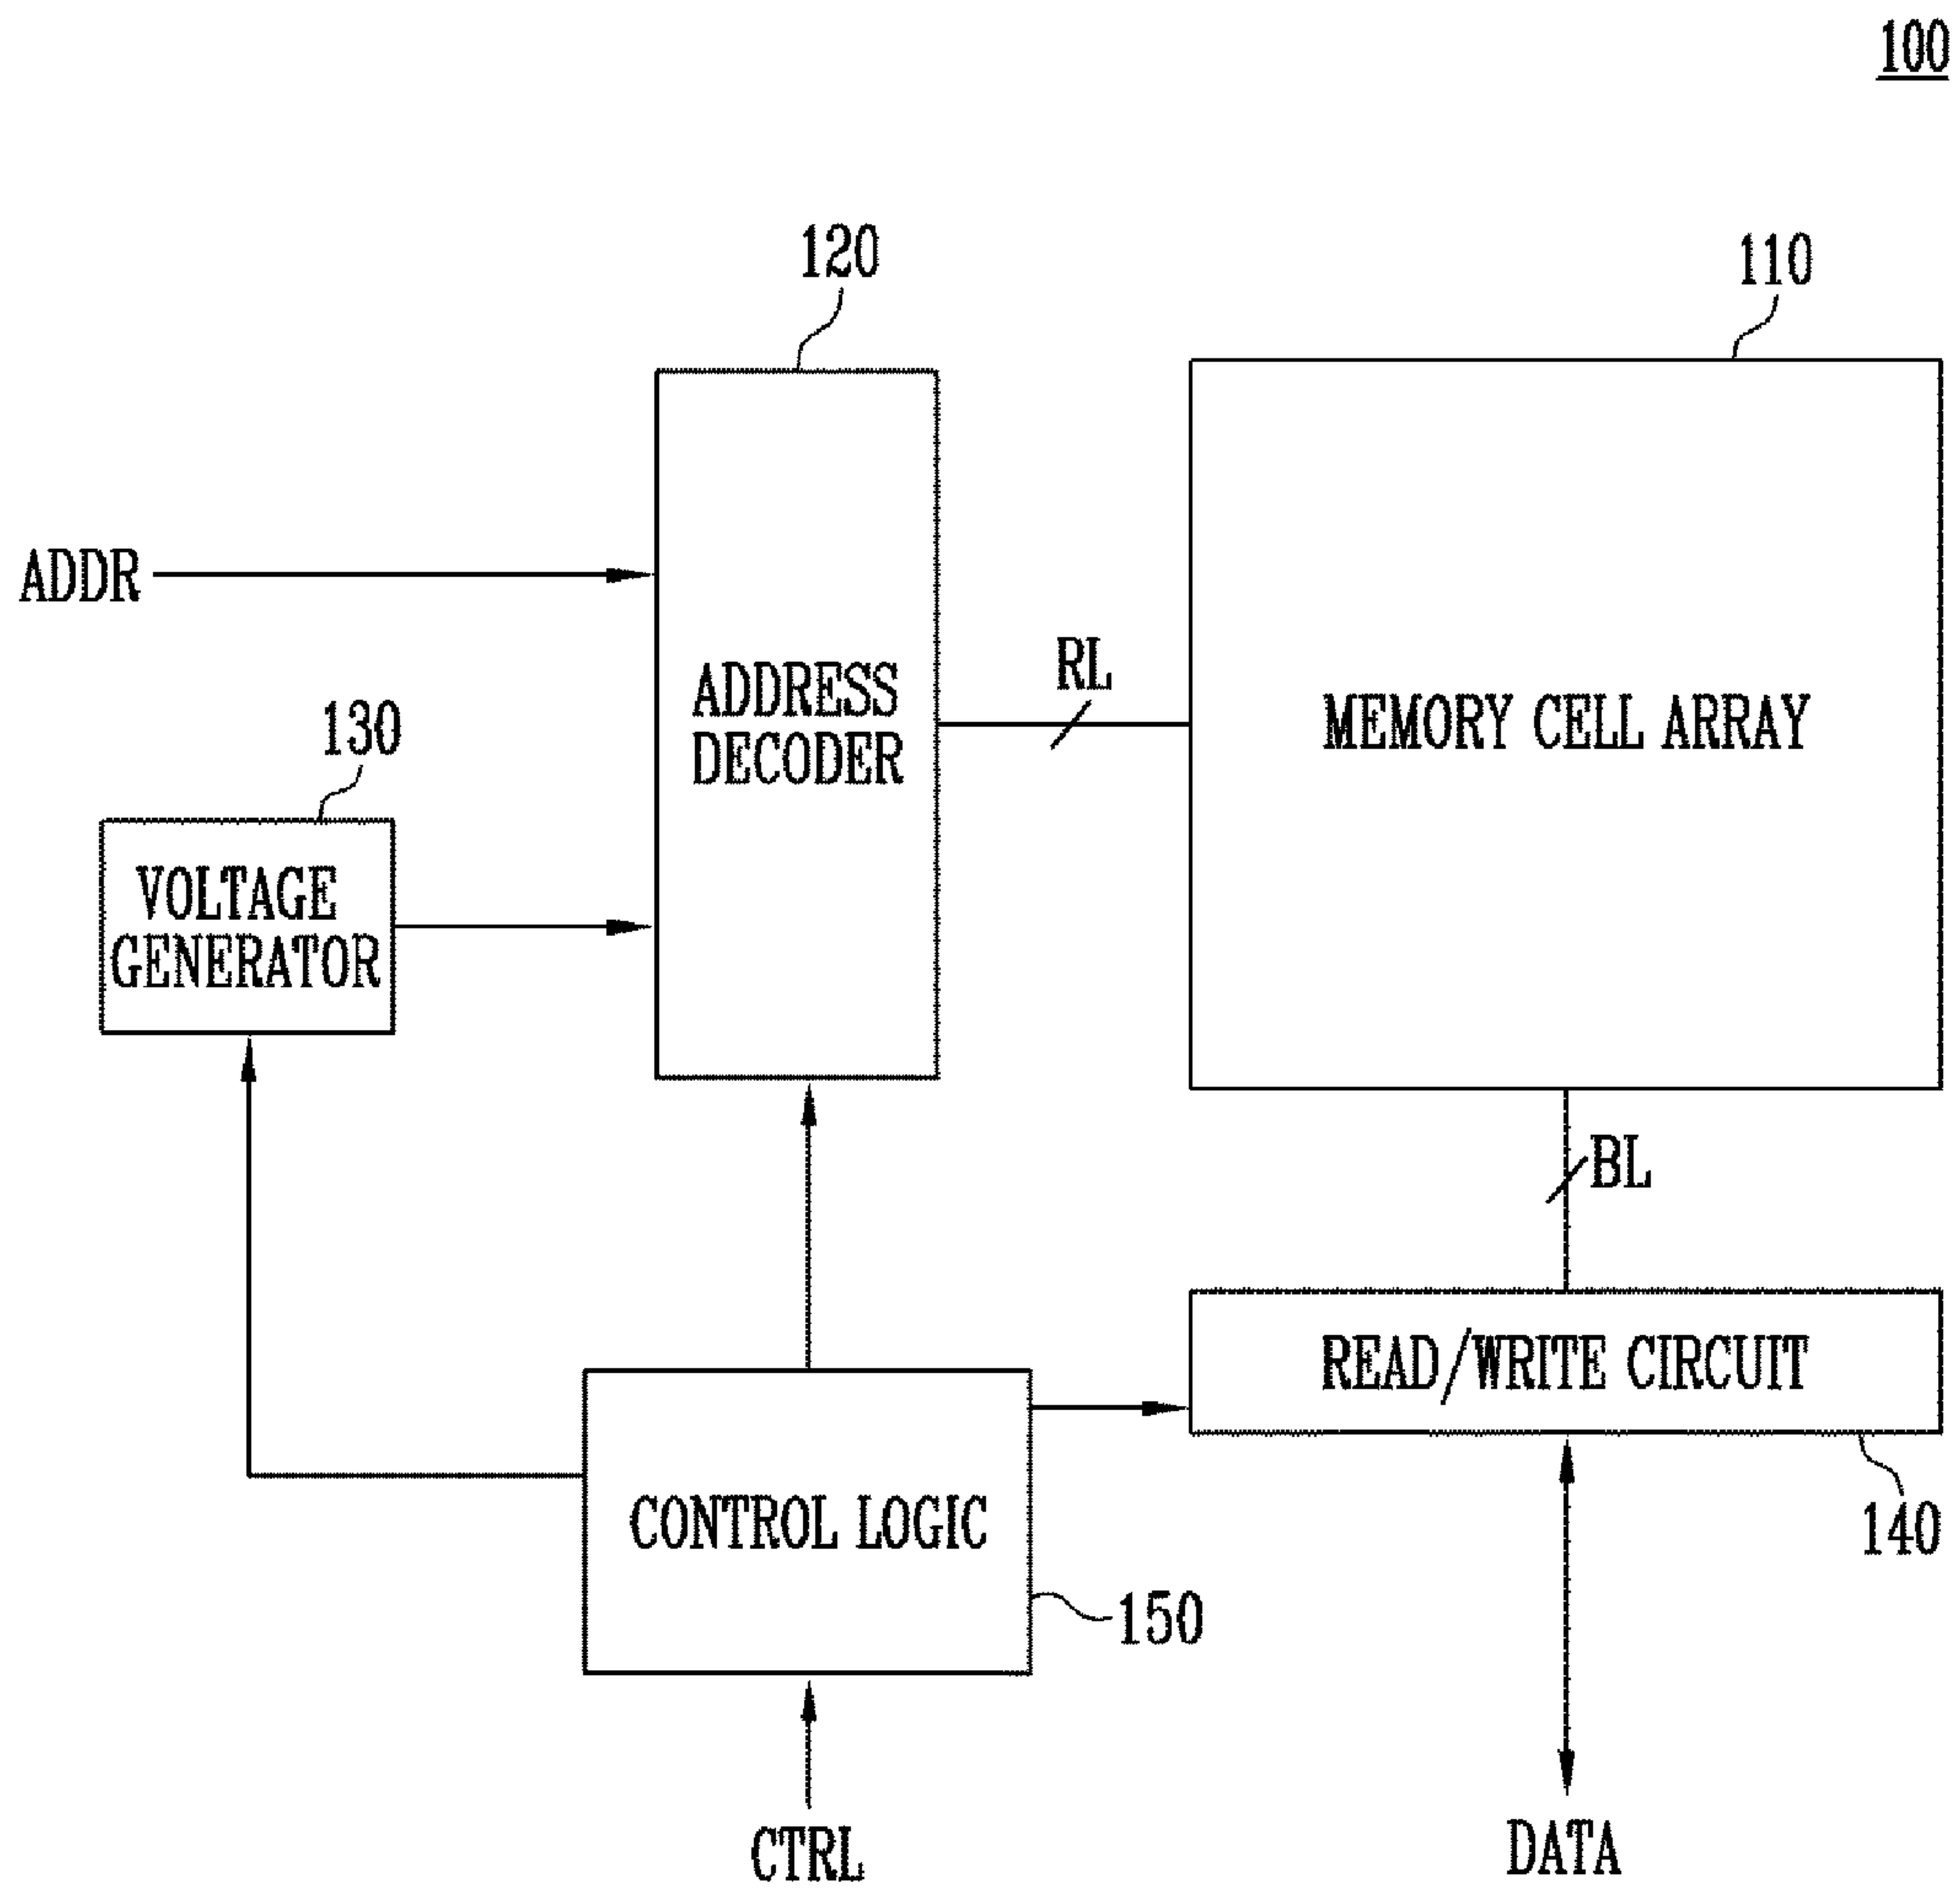 100
120
110
ADDR
ADDRESS
DECODER
RL
MEMORY CELL ARRAY
130
VOLTAGE
GENERATOR
BL
READ/WRITE CIRCUIT
CONTROL LOGIC
140
150
CTRL
DATA